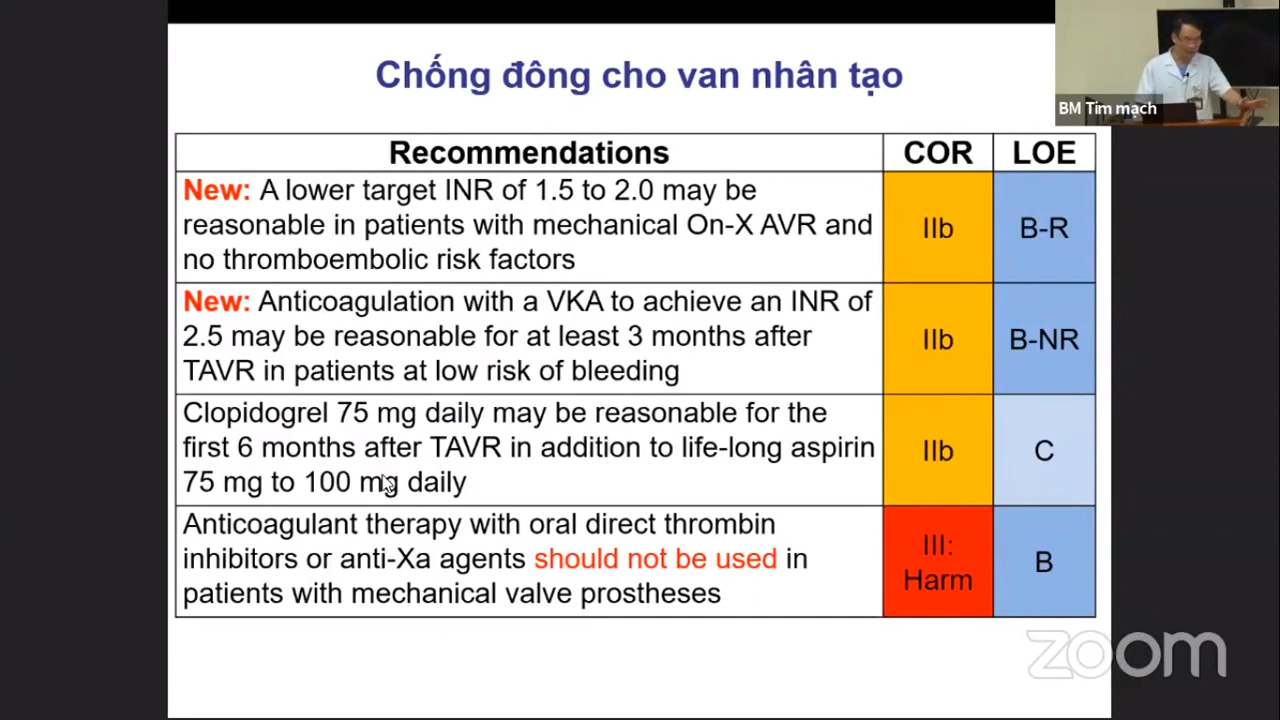 Chống đông cho van nhân tạo
BM Tim mạch
Recommendations COR LOE
New: A lower target INR of 1.5 to 2.0 may be
reasonable in patients with mechanical On-X AVR and
no thromboembolic risk factors
IIb
B-R
New: Anticoagulation with a VKA to achieve an INR of
2.5 may be reasonable for at least 3 months after
TAVR in patients at low risk of bleeding
IIb
B-NR
Clopidogrel 75 mg daily may be reasonable for the
first 6 months after TAVR in addition to life-long aspirin
75 mg to 100 mg daily
IIb
C
Anticoagulant therapy with oral direct thrombin
inhibitors or anti-Xa agents should not be used in
patients with mechanical valve prostheses
III:
Harm
B
zoom